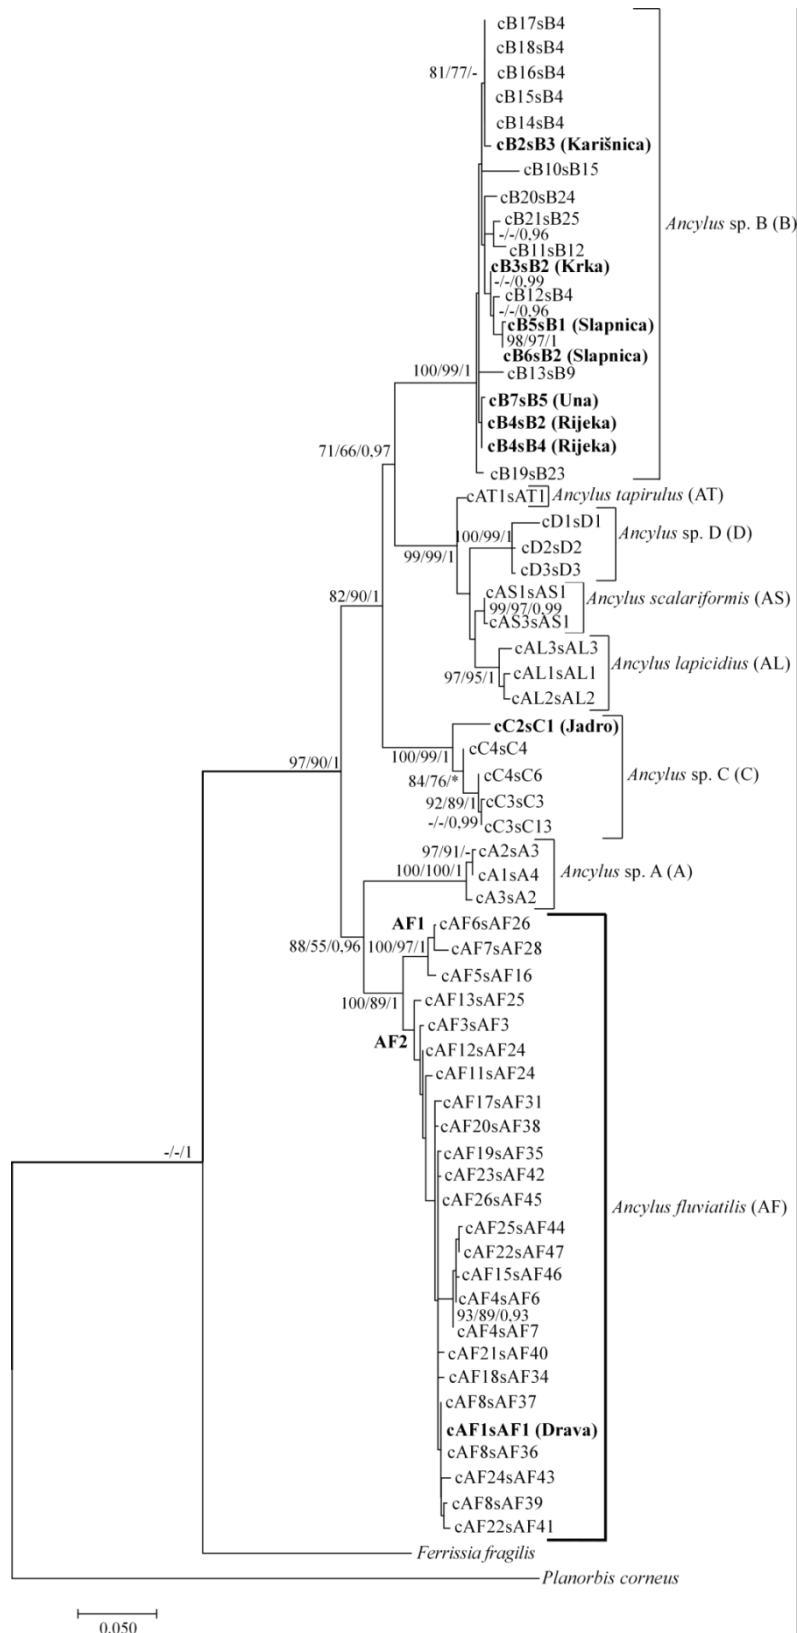 cB17sB4
cB18sB4
81/77/-
cB16sB4
cB15sB4
cB14sB4
cB2sB3 (Karišnica)
cB10sB15
cB20sB24
cB21sB25
Ancylus sp. B (B)
-/-/0,96
cB11sB12
cB3sB2 (Krka)
-/-/0,99
cB12sB4
-/-/0,96
cB5sB1 (Slapnica)
98/97/1
cB6sB2 (Slapnica)
100/99/1
cB13sB9
cB7sB5 (Una)
cB4sB2 (Rijeka)
cB4sB4 (Rijeka)
71/66/0,97
cB19sB23
cAT1sAT1
Ancylus tapirulus (AT)
cD1sD1
100/99/1
Ancylus sp. D (D)
cD2sD2
99/99/1
cD3sD3
cAS1sAS1
82/90/1
Ancylus scalariformis (AS)
99/97/0,99
cAS3sAS1
cAL3sAL3
Ancylus lapicidius (AL)
97/95/1
cAL1sAL1
cAL2sAL2
cC2sC1 (Jadro)
cC4sC4
100/99/1
97/90/1
cC4sC6
Ancylus sp. C (C)
84/76/*
cC3sC3
92/89/1
-/-/0,99
cC3sC13
97/91/-
cA2sA3
100/100/1
cA1sA4
Ancylus sp. A (A)
cA3sA2
AF1
cAF6sAF26
88/55/0,96
100/97/1
cAF7sAF28
cAF5sAF16
100/89/1
cAF13sAF25
cAF3sAF3
AF2
cAF12sAF24
cAF11sAF24
cAF17sAF31
cAF20sAF38
-/-/1
cAF19sAF35
cAF23sAF42
cAF26sAF45
Ancylus fluviatilis (AF)
cAF25sAF44
cAF22sAF47
cAF15sAF46
cAF4sAF6
93/89/0,93
cAF4sAF7
cAF21sAF40
cAF18sAF34
cAF8sAF37
cAF1sAF1 (Drava)
cAF8sAF36
cAF24sAF43
cAF8sAF39
cAF22sAF41
Ferrissia fragilis
Planorbis corneus
0.050